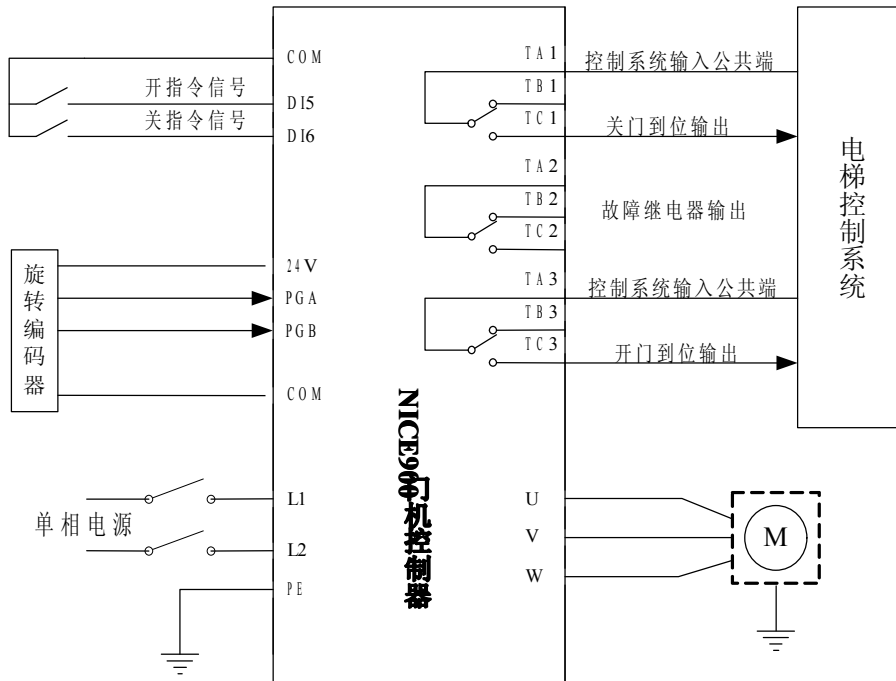 COM
开指令信号
DI5
关指令信号
DI6
旋转编码器
24V
PGA
PGB
COM
单相电源
L1
L2
PE
NICE900门机控制器
TA1
控制系统输入公共端
TB1
TC1
关门到位输出
TA2
TB2
故障继电器输出
TC2
TA3
控制系统输入公共端
TB3
TC3
开门到位输出
电梯控制系统
U
V
W
M